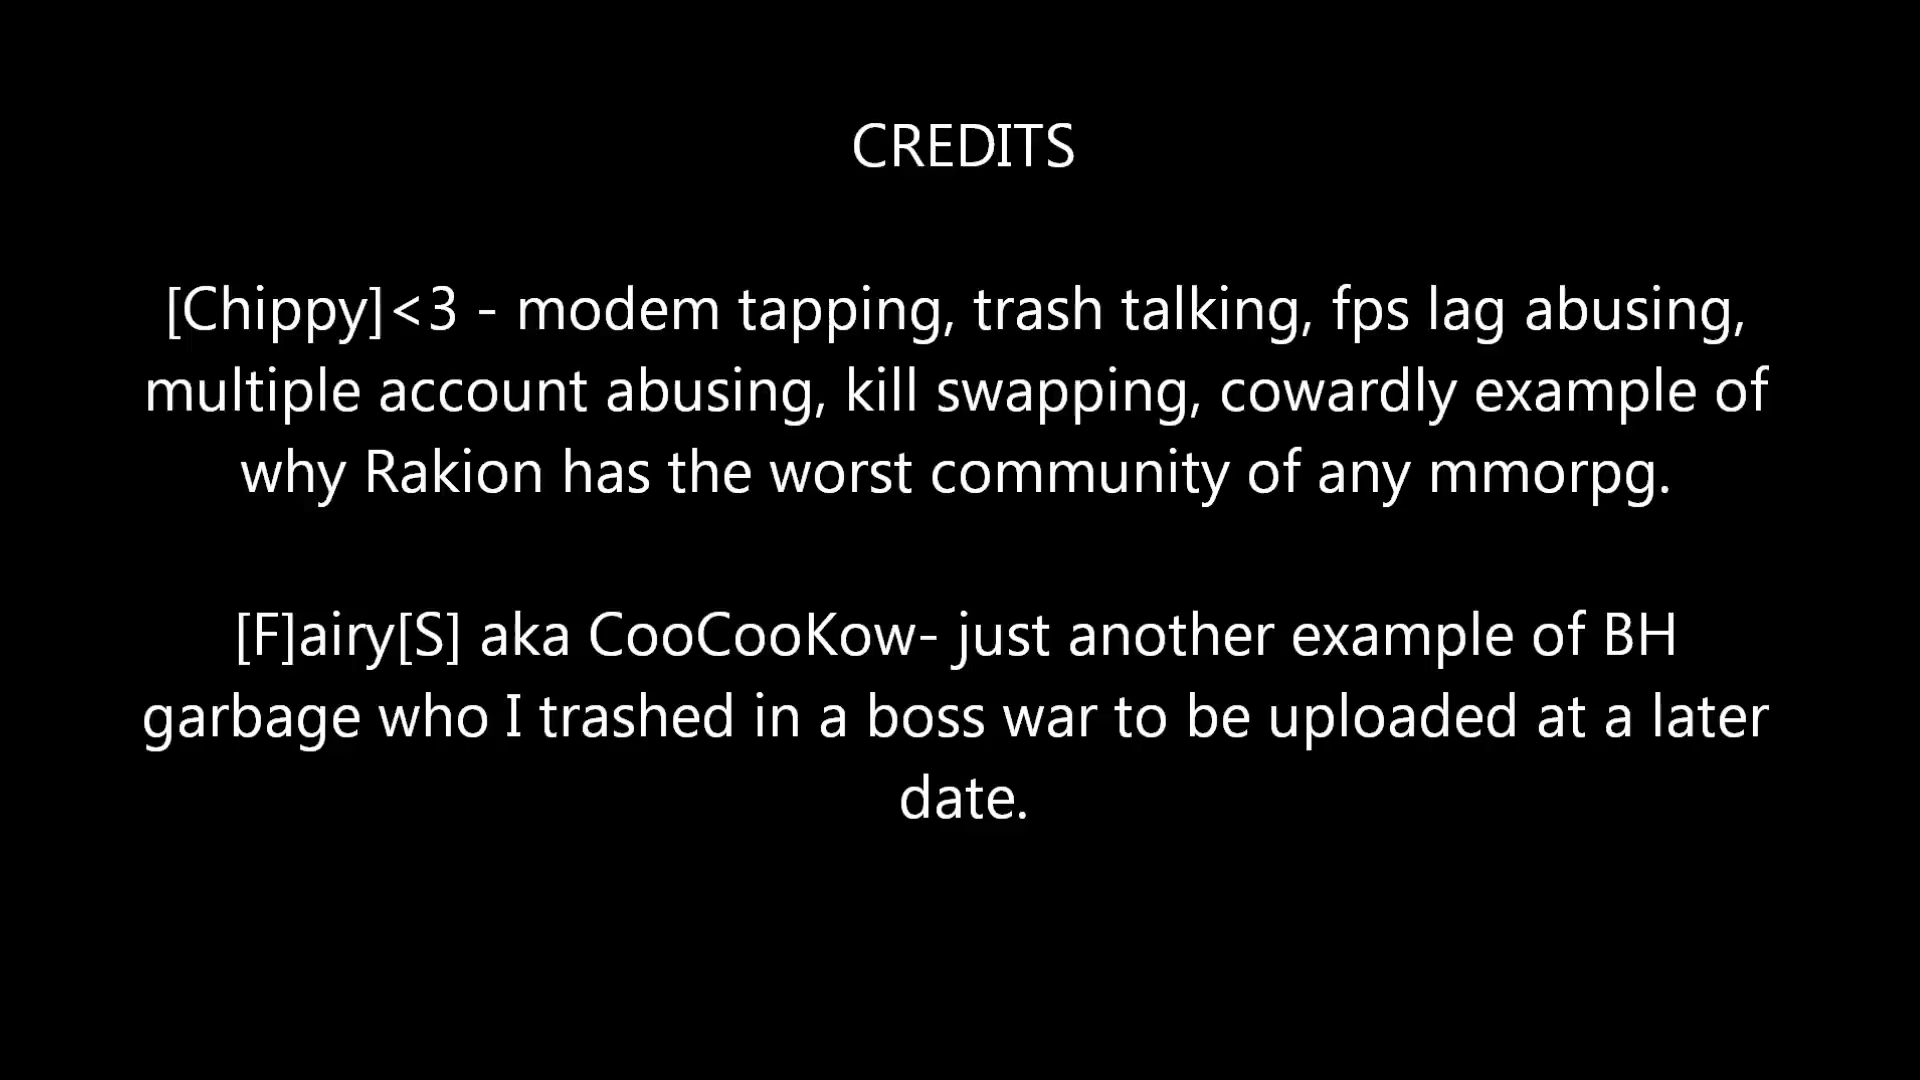 CREDITS
[Chippy]<3 - modem tapping, trash talking, fps lag abusing,
multiple account abusing, kill swapping, cowardly example of
why Rakion has the worst community of any mmorpg.
[F]airy[S] aka CooCooKow- just another example of BH
garbage who I trashed in a boss war to be uploaded at a later
date.